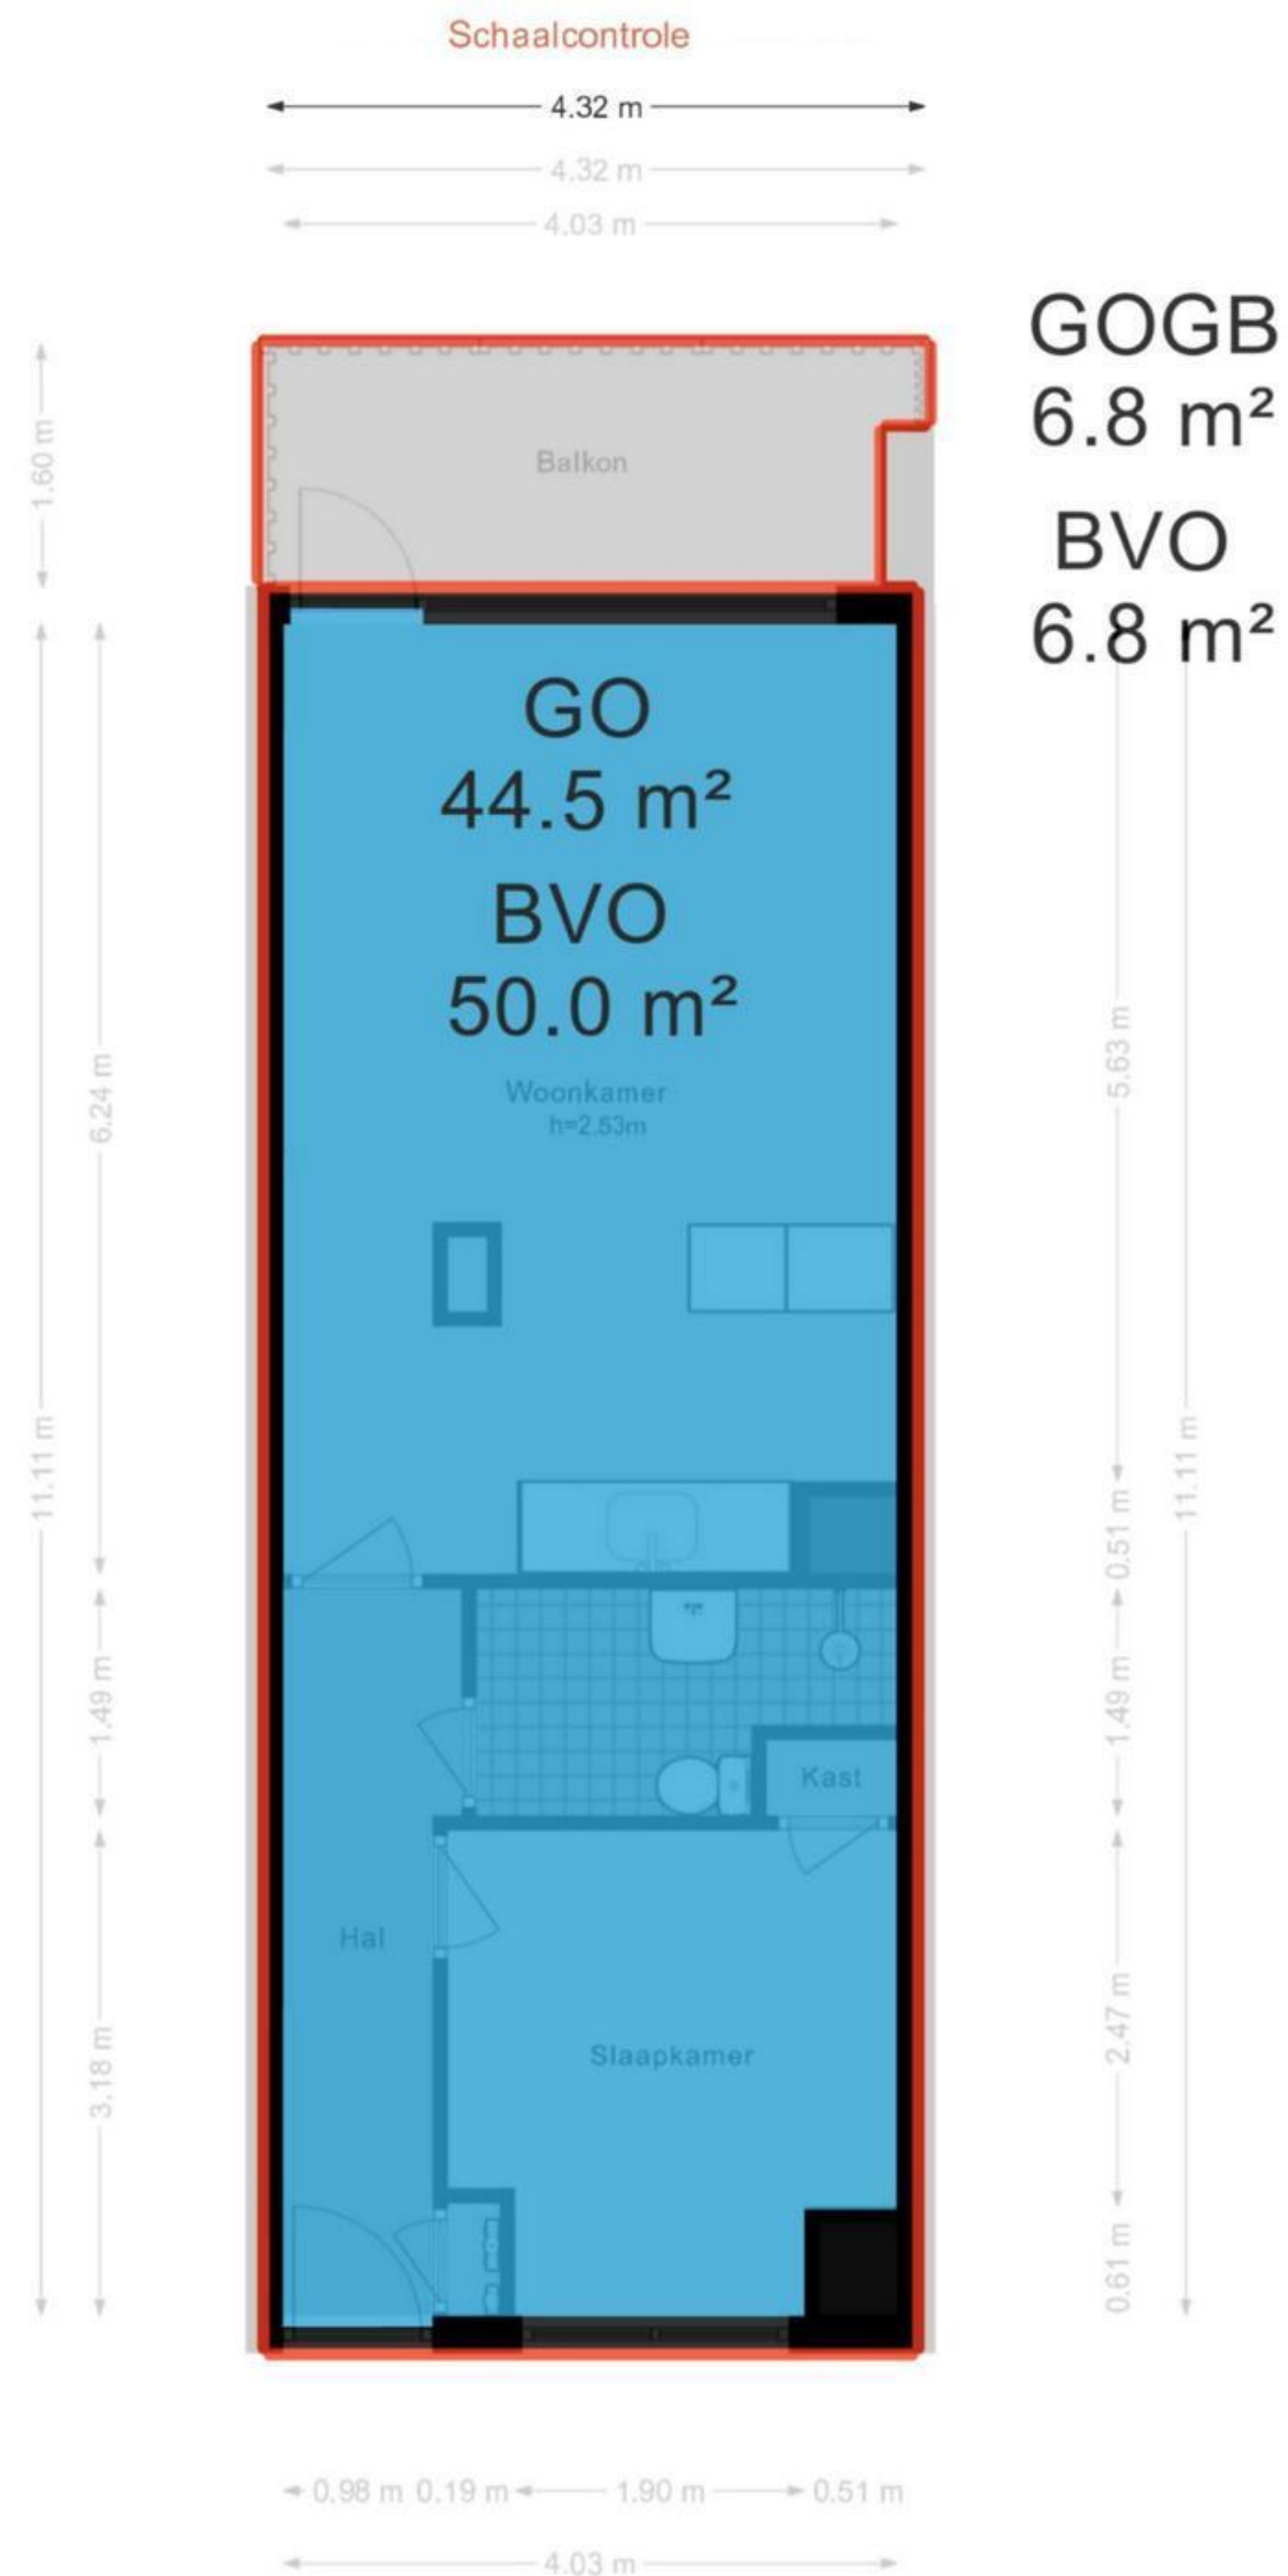 Schaalcontrole
4.32 m
4.32 m
4.03 m
GOGB
6.8 m²
BVO
6.8 m²
1.60 m
Balkon
GO
44.5 m²
BVO
50.0 m²
Woonkamer
h=2.53m
11.11 m
6.24 m
1.49 m
3.18 m
5.63 m
0.51 m
1.49 m
2.47 m
0.61 m
11.11 m
Kast
Hal
Slaapkamer
0.98 m 0.19 m 1.90 m 0.51 m
4.03 m